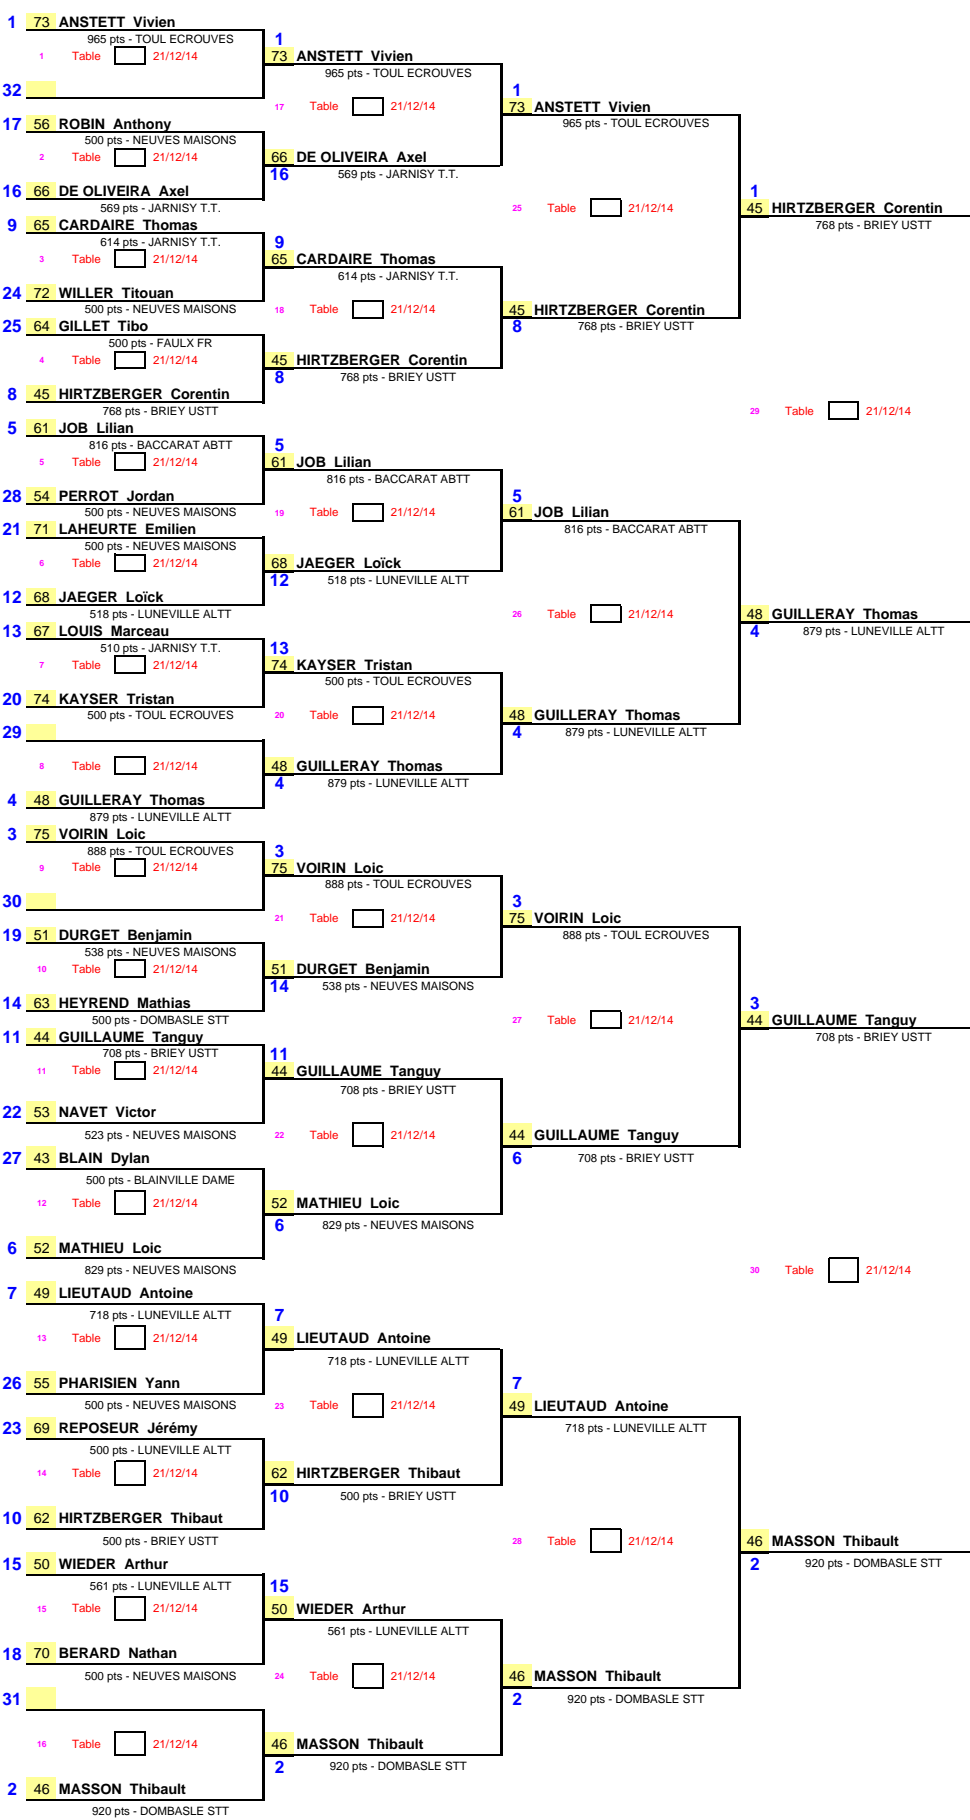 1 73 ANSTETT Vivien
965 pts - TOUL ECROUVES
1
1 Table 21/12/14
73 ANSTETT Vivien
965 pts - TOUL ECROUVES
32
1
17 Table 21/12/14
73 ANSTETT Vivien
965 pts - TOUL ECROUVES
17 56 ROBIN Anthony
500 pts - NEUVES MAISONS
2 Table 21/12/14
66 DE OLIVEIRA Axel
16
569 pts - JARNISY T.T.
16 66 DE OLIVEIRA Axel
569 pts - JARNISY T.T.
1
25 Table 21/12/14
45 HIRTZBERGER Corentin
768 pts - BRIEY USTT
9 65 CARDAIRE Thomas
614 pts - JARNISY T.T.
9
3 Table 21/12/14
65 CARDAIRE Thomas
614 pts - JARNISY T.T.
24 72 WILLER Titouan
500 pts - NEUVES MAISONS
18 Table 21/12/14
45 HIRTZBERGER Corentin
8
768 pts - BRIEY USTT
25 64 GILLET Tibo
500 pts - FAULX FR
4 Table 21/12/14
45 HIRTZBERGER Corentin
8
768 pts - BRIEY USTT
8 45 HIRTZBERGER Corentin
768 pts - BRIEY USTT
29 Table 21/12/14
5 61 JOB Lilian
816 pts - BACCARAT ABTT
5
5 Table 21/12/14
61 JOB Lilian
816 pts - BACCARAT ABTT
28 54 PERROT Jordan
500 pts - NEUVES MAISONS
5
19 Table 21/12/14
61 JOB Lilian
816 pts - BACCARAT ABTT
21 71 LAHEURTE Emilien
500 pts - NEUVES MAISONS
6 Table 21/12/14
68 JAEGER Loïck
12
518 pts - LUNEVILLE ALTT
12 68 JAEGER Loïck
518 pts - LUNEVILLE ALTT
26 Table 21/12/14
48 GUILLERAY Thomas
4
879 pts - LUNEVILLE ALTT
13 67 LOUIS Marceau
510 pts - JARNISY T.T.
13
7 Table 21/12/14
74 KAYSER Tristan
500 pts - TOUL ECROUVES
20 74 KAYSER Tristan
500 pts - TOUL ECROUVES
20 Table 21/12/14
48 GUILLERAY Thomas
4
879 pts - LUNEVILLE ALTT
29
8 Table 21/12/14
48 GUILLERAY Thomas
4
879 pts - LUNEVILLE ALTT
4 48 GUILLERAY Thomas
879 pts - LUNEVILLE ALTT
3 75 VOIRIN Loic
888 pts - TOUL ECROUVES
3
9 Table 21/12/14
75 VOIRIN Loic
888 pts - TOUL ECROUVES
30
3
21 Table 21/12/14
75 VOIRIN Loic
888 pts - TOUL ECROUVES
19 51 DURGET Benjamin
538 pts - NEUVES MAISONS
10 Table 21/12/14
51 DURGET Benjamin
14
538 pts - NEUVES MAISONS
14 63 HEYREND Mathias
500 pts - DOMBASLE STT
3
27 Table 21/12/14
44 GUILLAUME Tanguy
708 pts - BRIEY USTT
11 44 GUILLAUME Tanguy
708 pts - BRIEY USTT
11
11 Table 21/12/14
44 GUILLAUME Tanguy
708 pts - BRIEY USTT
22 53 NAVET Victor
523 pts - NEUVES MAISONS
22 Table 21/12/14
44 GUILLAUME Tanguy
6
708 pts - BRIEY USTT
27 43 BLAIN Dylan
500 pts - BLAINVILLE DAME
12 Table 21/12/14
52 MATHIEU Loic
6
829 pts - NEUVES MAISONS
6 52 MATHIEU Loic
829 pts - NEUVES MAISONS
30 Table 21/12/14
7 49 LIEUTAUD Antoine
718 pts - LUNEVILLE ALTT
7
13 Table 21/12/14
49 LIEUTAUD Antoine
718 pts - LUNEVILLE ALTT
26 55 PHARISIEN Yann
500 pts - NEUVES MAISONS
7
23 Table 21/12/14
49 LIEUTAUD Antoine
718 pts - LUNEVILLE ALTT
23 69 REPOSEUR Jérémy
500 pts - LUNEVILLE ALTT
14 Table 21/12/14
62 HIRTZBERGER Thibaut
10
500 pts - BRIEY USTT
10 62 HIRTZBERGER Thibaut
500 pts - BRIEY USTT
28 Table 21/12/14
46 MASSON Thibault
2
920 pts - DOMBASLE STT
15 50 WIEDER Arthur
561 pts - LUNEVILLE ALTT
15
15 Table 21/12/14
50 WIEDER Arthur
561 pts - LUNEVILLE ALTT
18 70 BERARD Nathan
500 pts - NEUVES MAISONS
24 Table 21/12/14
46 MASSON Thibault
2
920 pts - DOMBASLE STT
31
16 Table 21/12/14
46 MASSON Thibault
2
920 pts - DOMBASLE STT
2 46 MASSON Thibault
920 pts - DOMBASLE STT